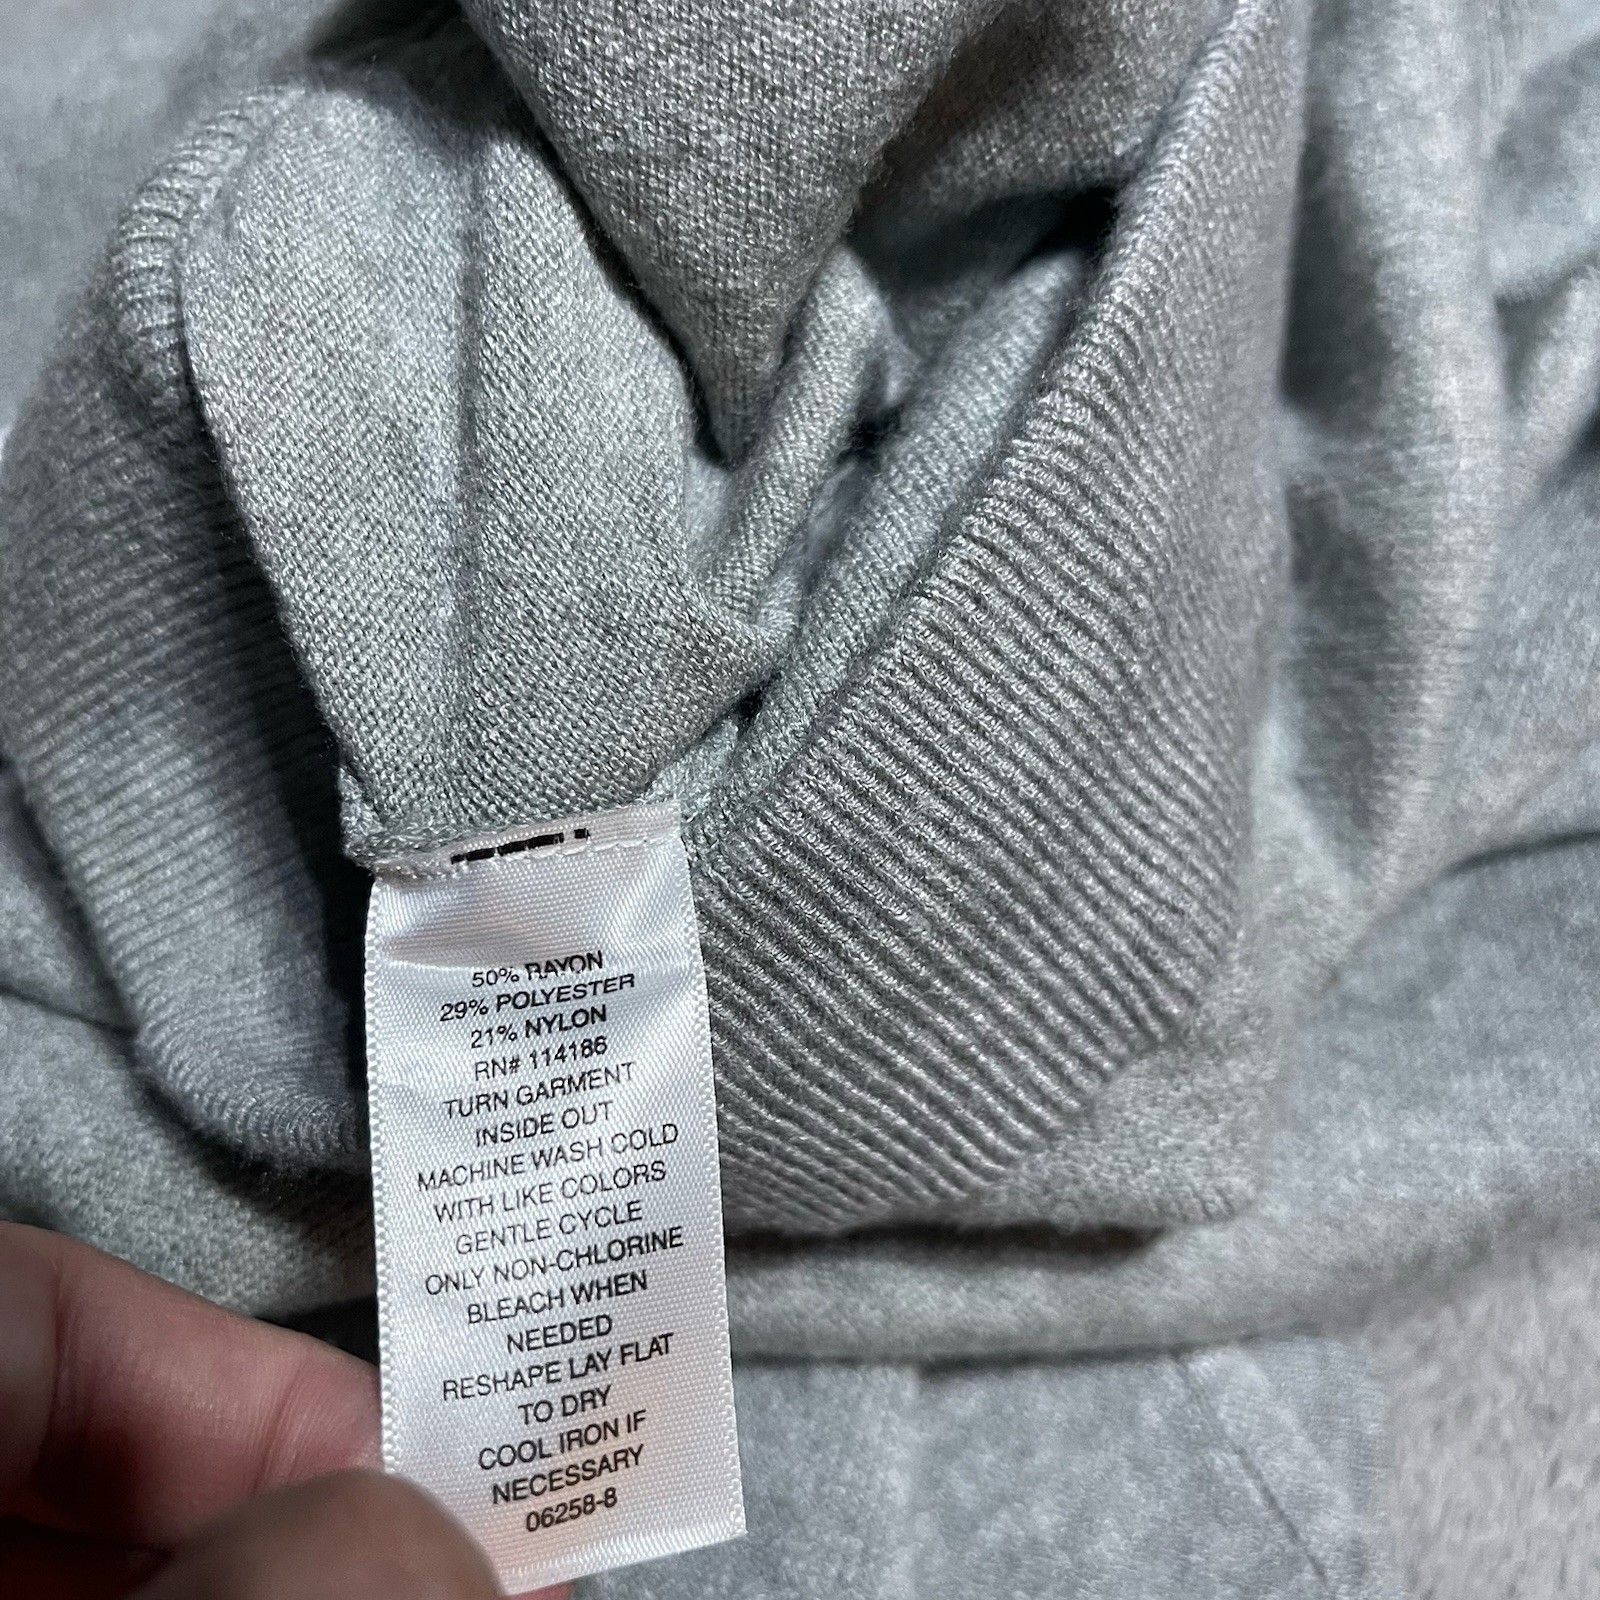 50% RAYON
29% POLYESTER
21% NYLON
RN# 114186
TURN GARMENT
INSIDE OUT
MACHINE WASH COLD
WITH LIKE COLORS
GENTLE CYCLE
ONLY NON-CHLORINE
BLEACH WHEN
NEEDED
RESHAPE LAY FLAT
TO DRY
COOL IRON IF
NECESSARY
06258-8